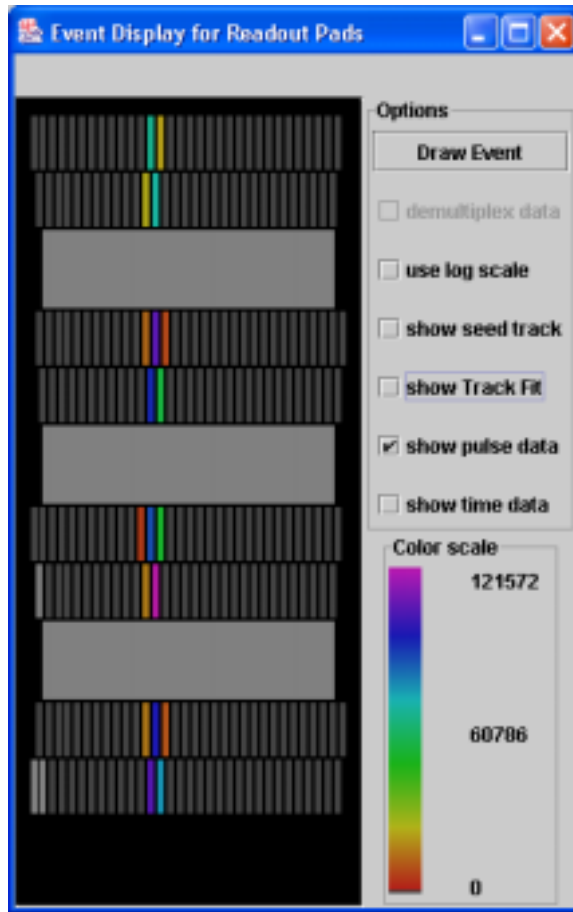 Event Display for Readout Pads
Options
Draw Event
demultiplex data
use log scale
show seed track
show Track Fit
show pulse data
show time data
Color scale
121572
60786
0